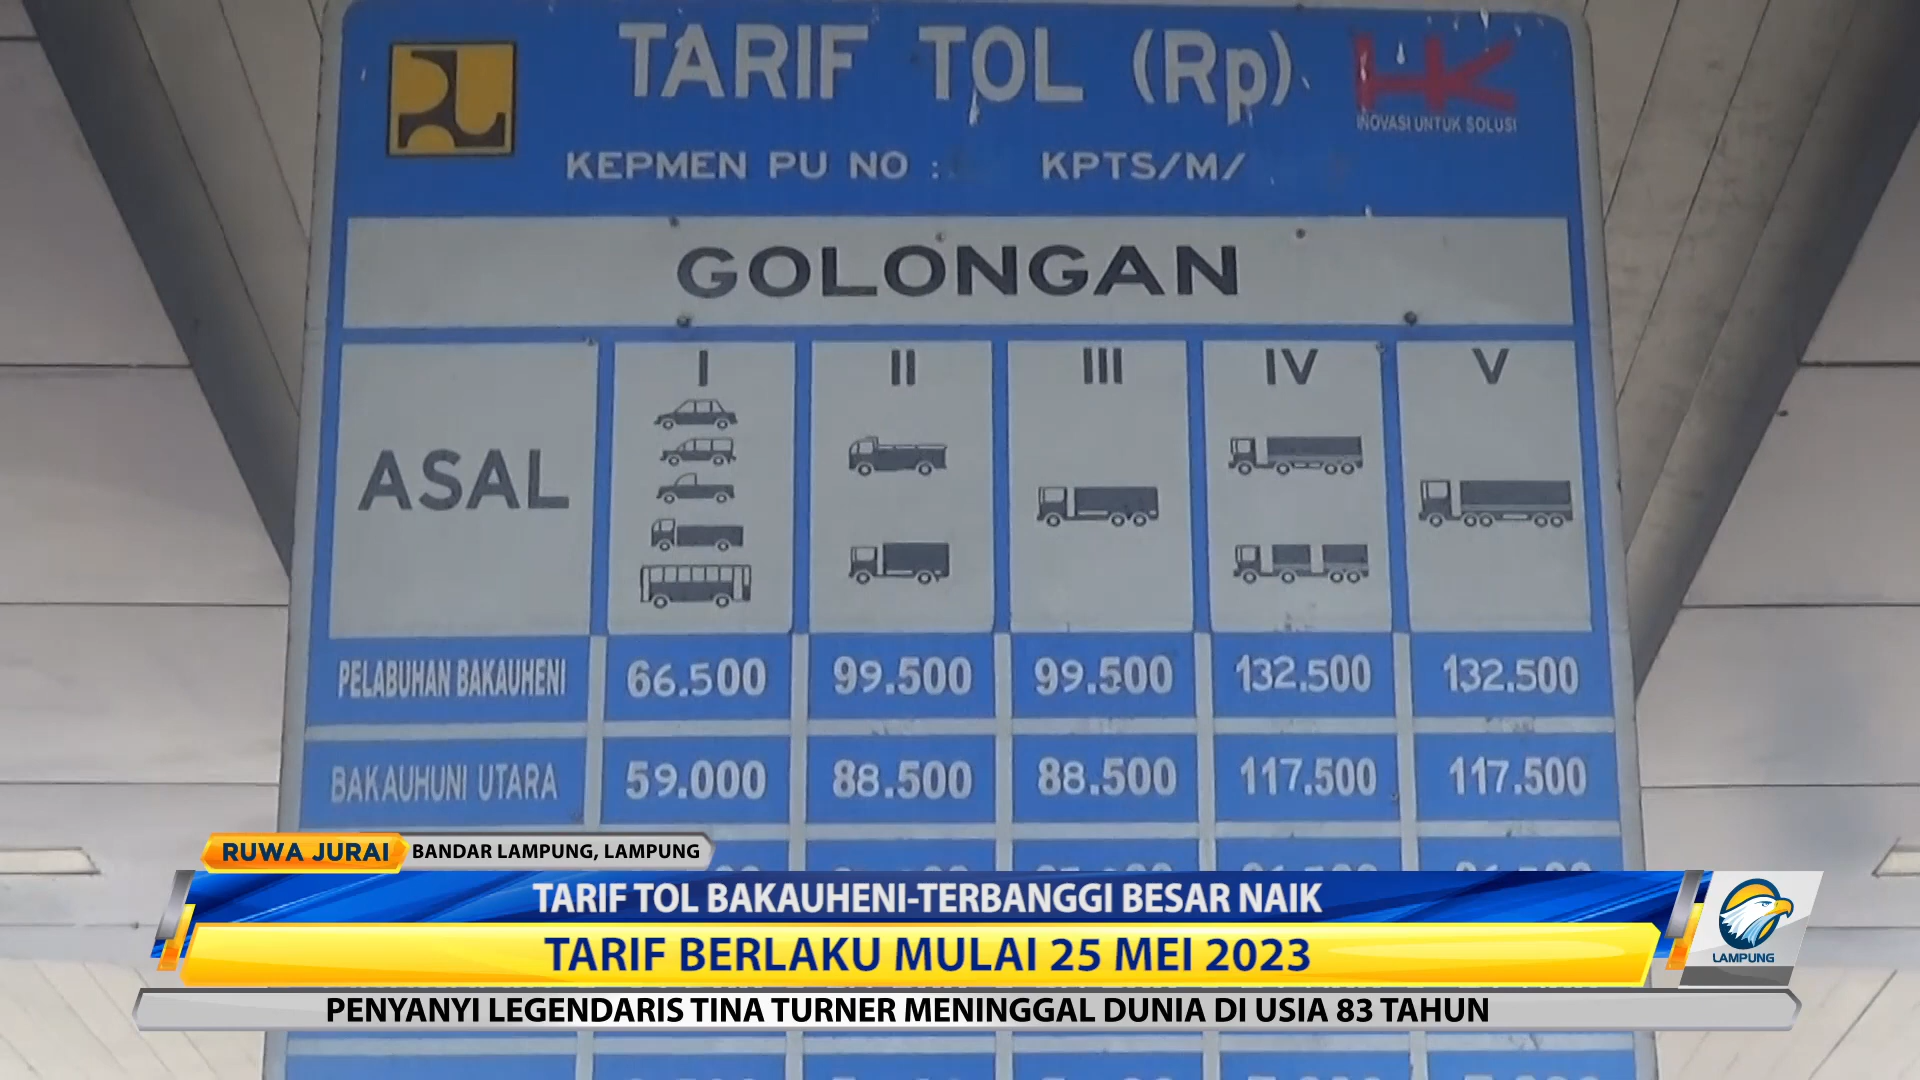 TARIF TOL (Rp)
INOVASI UNTUK SOLUSI
KEPMEN PU NO : KPTS/M/
GOLONGAN
ASAL I II III IV V
PELABUHAN BAKAUHENI 66.500 99.500 99.500 132.500 132.500
BAKAUHUNI UTARA 59.000 88.500 88.500 117.500 117.500
RUWA JURAI BANDAR LAMPUNG, LAMPUNG
TARIF TOL BAKAUHENI-TERBANGGI BESAR NAIK
TARIF BERLAKU MULAI 25 MEI 2023
LAMPUNG
PENYANYI LEGENDARIS TINA TURNER MENINGGAL DUNIA DI USIA 83 TAHUN